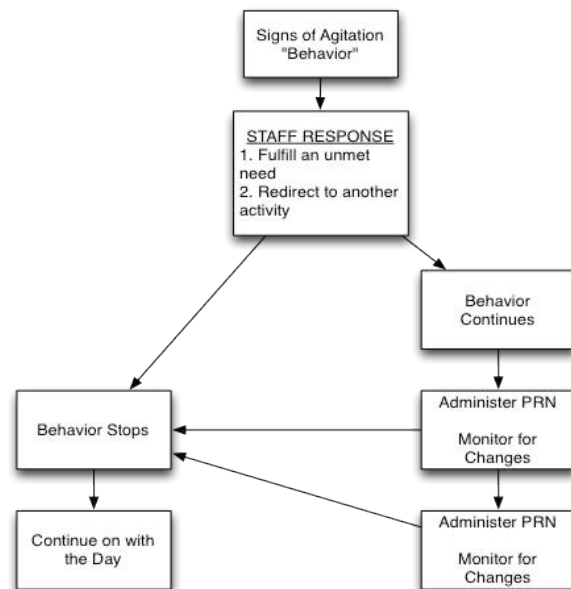 Signs of Agitation
"Behavior"
STAFF RESPONSE
1. Fulfill an unmet
need
2. Redirect to another
activity
Behavior
Continues
Behavior Stops
Administer PRN
Monitor for
Changes
Continue on with
the Day
Administer PRN
Monitor for
Changes